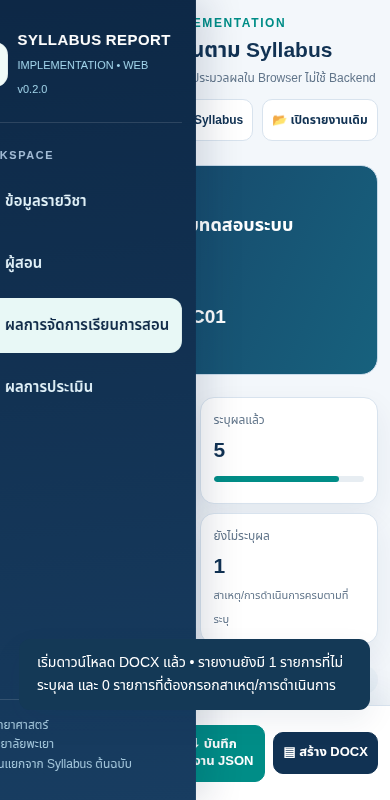 SYLLABUS REPORT
IMPLEMENTATION • WEB
v0.2.0
KSPACE
ข้อมูลรายวิชา
ผู้สอน
ผลการจัดการเรียนการสอน
ผลการประเมิน
EMENTATION
ตาม Syllabus
ประมวลผลใน Browser ไม่ใช้ Backend
Syllabus
📂 เปิดรายงานเดิม
ทดสอบระบบ
C01
ระบุผลแล้ว
5
ยังไม่ระบุผล
1
สาเหตุ/การดำเนินการครบตามที่
ระบุ
เริ่มดาวน์โหลด DOCX แล้ว • รายงานยังมี 1 รายการที่ไม่
ระบุผล และ 0 รายการที่ต้องกรอกสาเหตุ/การดำเนินการ
ทยาศาสตร์
ยาลัยพะเยา
นแยกจาก Syllabus ต้นฉบับ
บันทึก
งาน JSON
▤ สร้าง DOCX